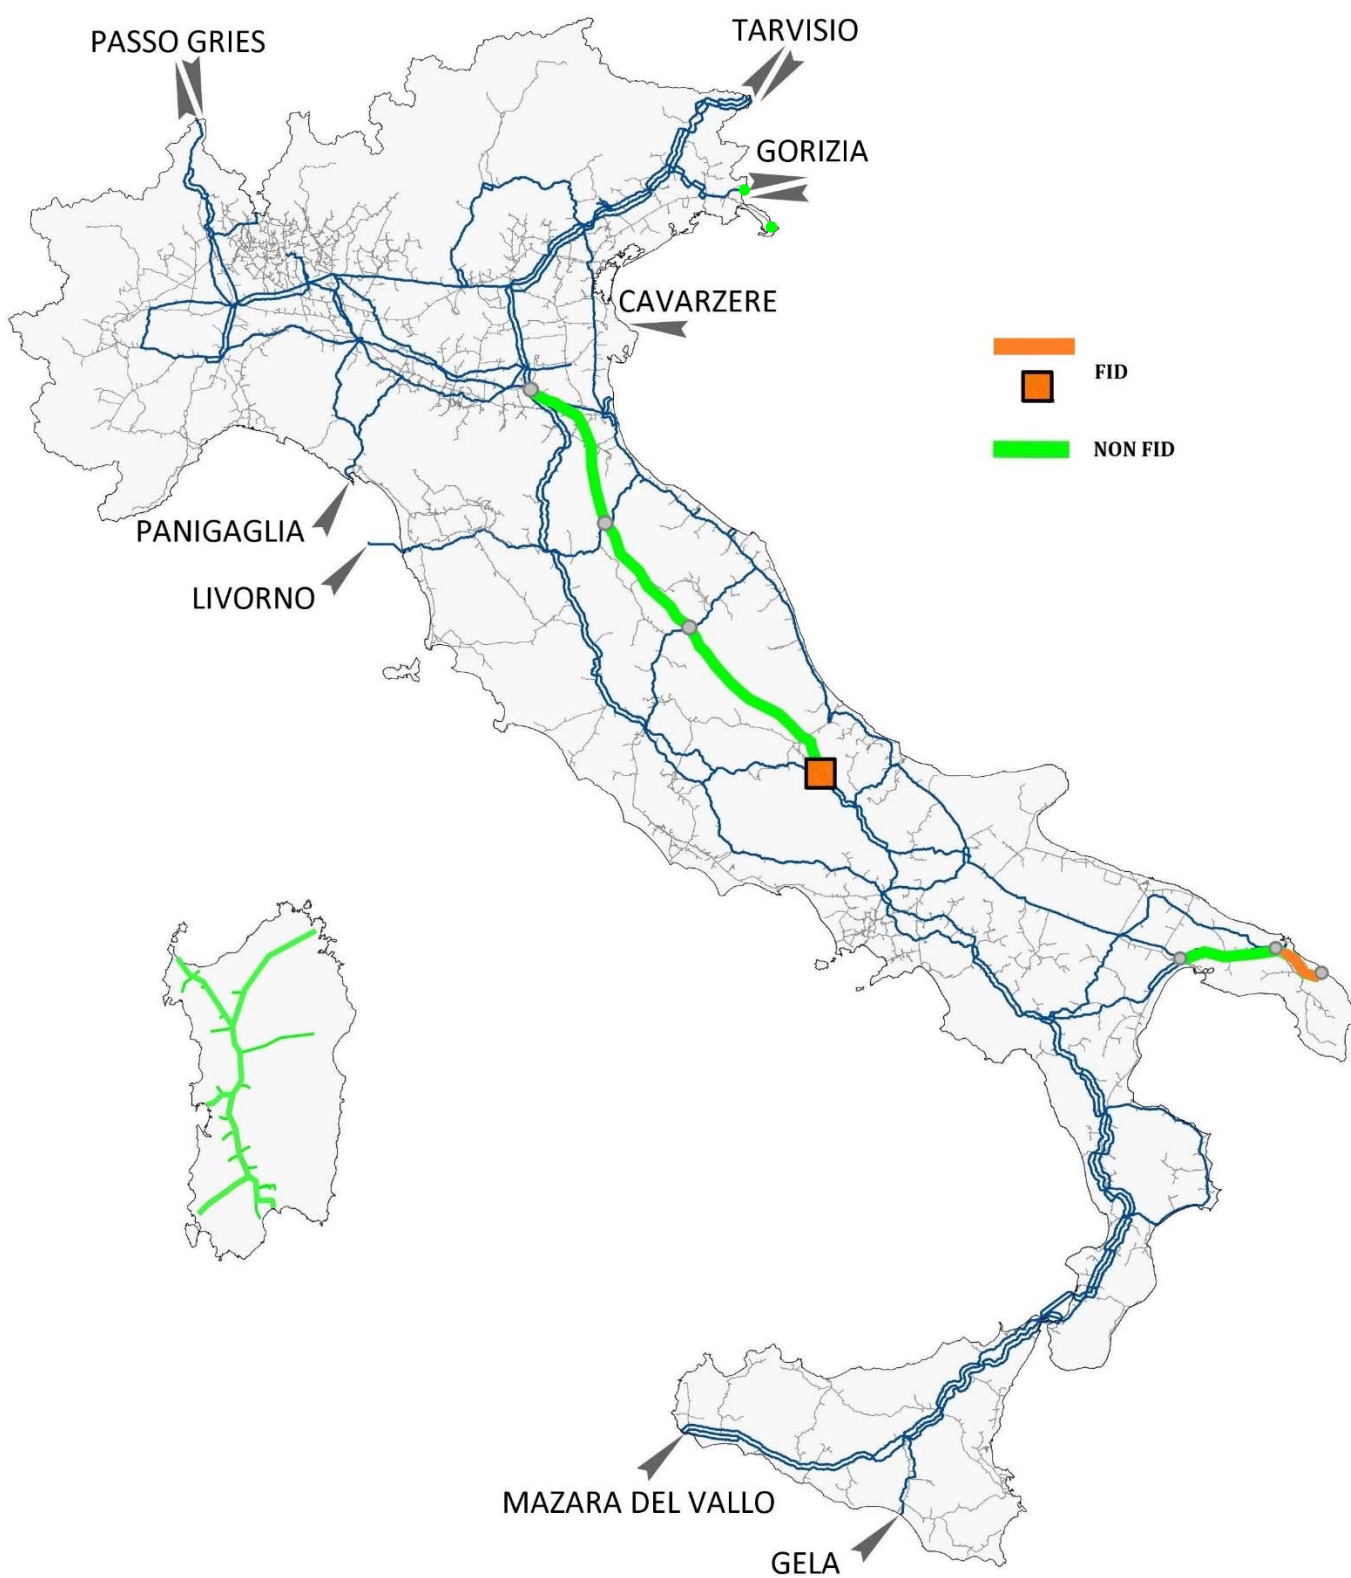 PASSO GRIES
TARVISIO
GORIZIA
CAVARZERE
FID
NON FID
PANIGAGLIA
LIVORNO
MAZARA DEL VALLO
GELA